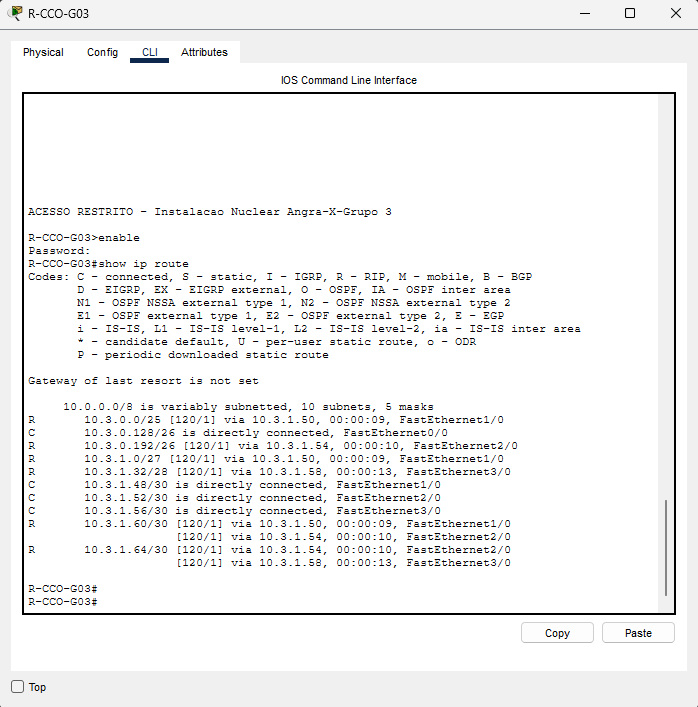 R-CCO-G03
Physical Config CLI Attributes
IOS Command Line Interface
ACESSO RESTRITO - Instalacao Nuclear Angra-X-Grupo 3
R-CCO-G03>enable
Password:
R-CCO-G03#show ip route
Codes: C - connected, S - static, I - IGRP, R - RIP, M - mobile, B - BGP
D - EIGRP, EX - EIGRP external, O - OSPF, IA - OSPF inter area
N1 - OSPF NSSA external type 1, N2 - OSPF NSSA external type 2
E1 - OSPF external type 1, E2 - OSPF external type 2, E - EGP
i - IS-IS, L1 - IS-IS level-1, L2 - IS-IS level-2, ia - IS-IS inter area
* - candidate default, U - per-user static route, o - ODR
P - periodic downloaded static route
Gateway of last resort is not set
10.0.0.0/8 is variably subnetted, 10 subnets, 5 masks
R 10.3.0.0/25 [120/1] via 10.3.1.50, 00:00:09, FastEthernet1/0
C 10.3.0.128/26 is directly connected, FastEthernet0/0
R 10.3.0.192/26 [120/1] via 10.3.1.54, 00:00:10, FastEthernet2/0
R 10.3.1.0/27 [120/1] via 10.3.1.50, 00:00:09, FastEthernet1/0
R 10.3.1.32/28 [120/1] via 10.3.1.58, 00:00:13, FastEthernet3/0
C 10.3.1.48/30 is directly connected, FastEthernet1/0
C 10.3.1.52/30 is directly connected, FastEthernet2/0
C 10.3.1.56/30 is directly connected, FastEthernet3/0
R 10.3.1.60/30 [120/1] via 10.3.1.50, 00:00:09, FastEthernet1/0
[120/1] via 10.3.1.54, 00:00:10, FastEthernet2/0
R 10.3.1.64/30 [120/1] via 10.3.1.54, 00:00:10, FastEthernet2/0
[120/1] via 10.3.1.58, 00:00:13, FastEthernet3/0
R-CCO-G03#
R-CCO-G03#
Copy Paste
Top